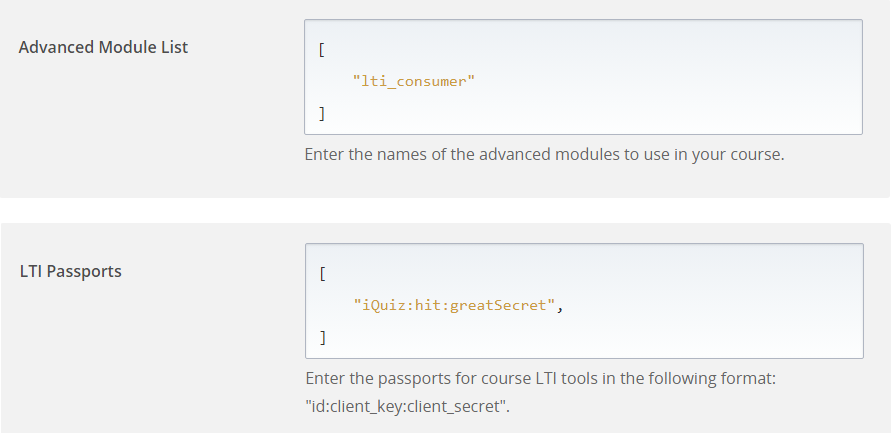 Advanced Module List
[
"lti_consumer"
]
Enter the names of the advanced modules to use in your course.
LTI Passports
[
"iQuiz:hit:greatSecret",
]
Enter the passports for course LTI tools in the following format:
"id:client_key:client_secret".